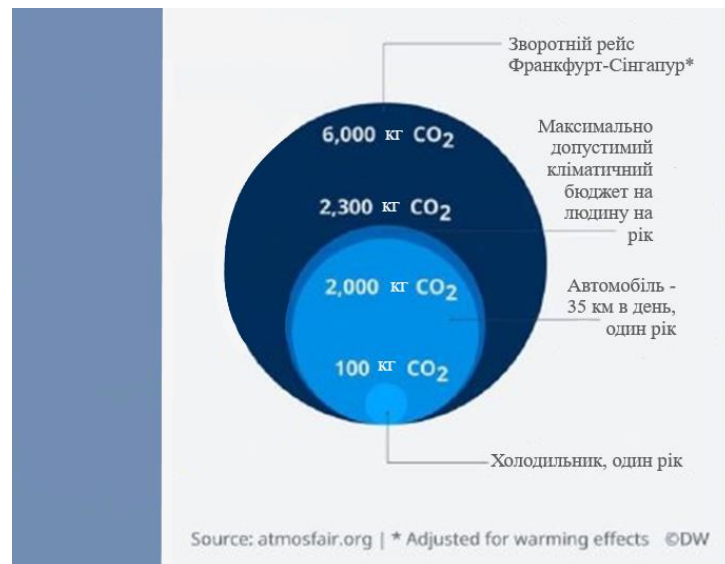 Зворотній рейс
Франкфурт-Сінгапур*
6,000 кг CO2
Максимально
допустимий
кліматичний
бюджет на
людину на
рік
2,300 кг CO2
2,000 кг CO2
Автомобіль -
35 км в день,
один рік
100 кг CO2
Холодильник, один рік
Source: atmosfair.org | * Adjusted for warming effects ©DW